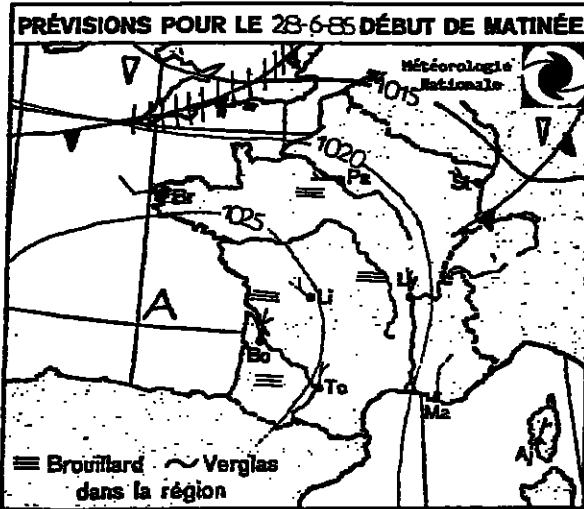 PRÉVISIONS POUR LE 28-6-85 DÉBUT DE MATINÉE
Météorologie
Nationale
1015
1020
Pa
St
Br
1025
A
Li
Ly
Bo
To
Ma
Aj
Brouillard Verglas
dans la région